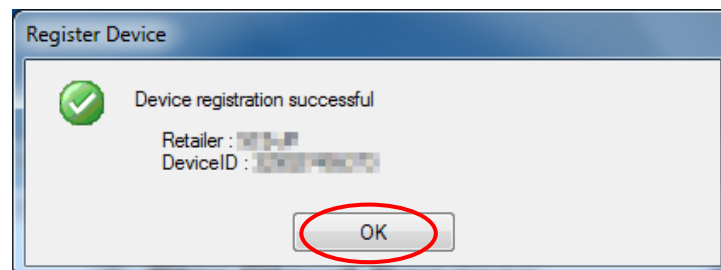 Register Device
Device registration successful
Retailer :
DeviceID :
OK